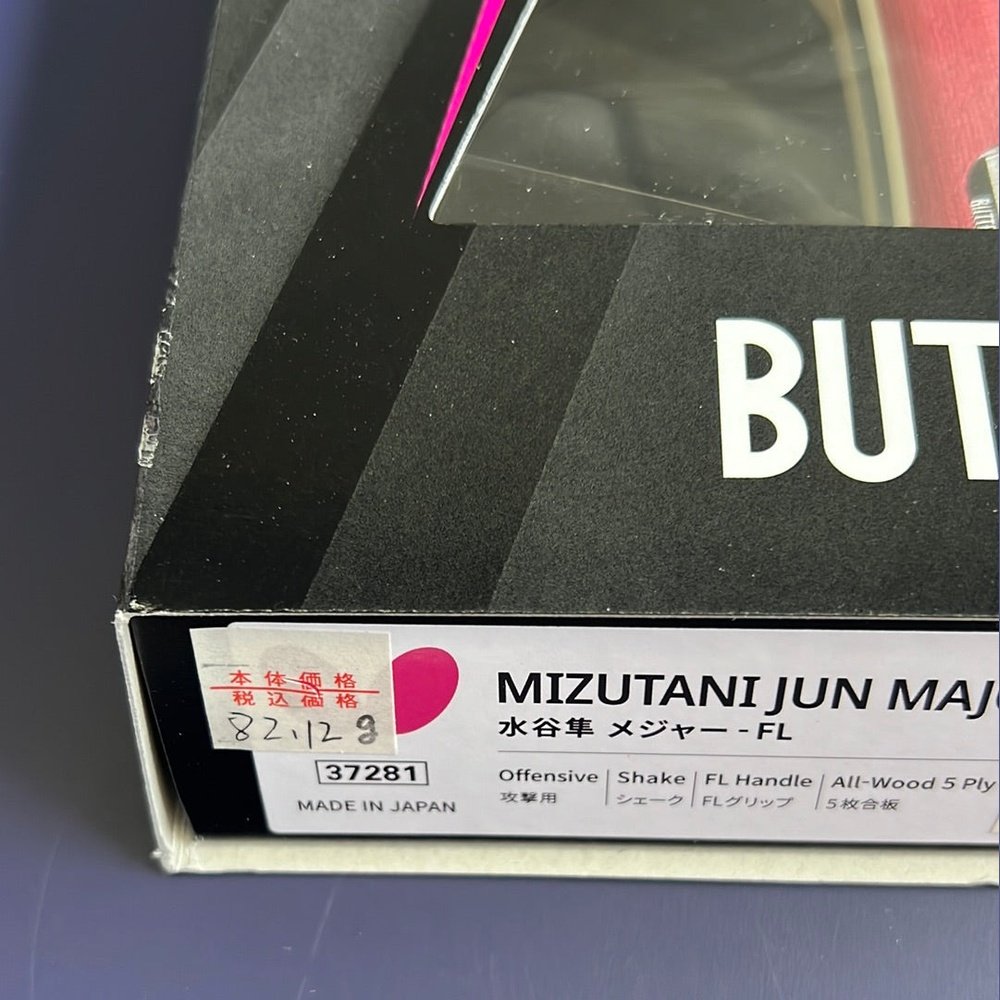 BUT
本体価格
税込価格
82.12g
37281
MADE IN JAPAN
MIZUTANI JUN MAJ
水谷隼 メジャー - FL
Offensive | Shake | FL Handle | All-Wood 5 Ply
攻撃用 | シェーク | FLグリップ | 5枚合板